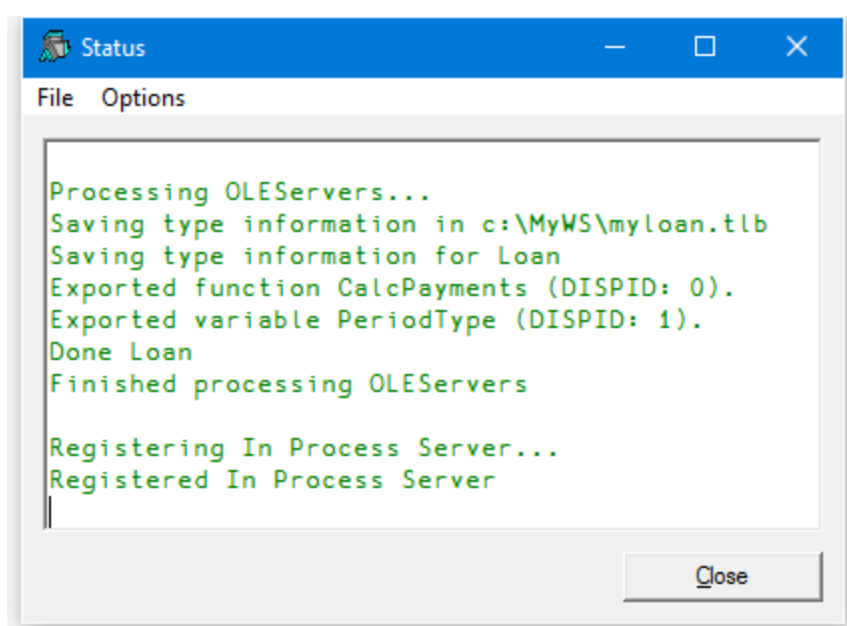 Status
File Options
Processing OLEServers...
Saving type information in c:\MyWS\myloan.tlb
Saving type information for Loan
Exported function CalcPayments (DISPID: 0).
Exported variable PeriodType (DISPID: 1).
Done Loan
Finished processing OLEServers
Registering In Process Server...
Registered In Process Server
Close